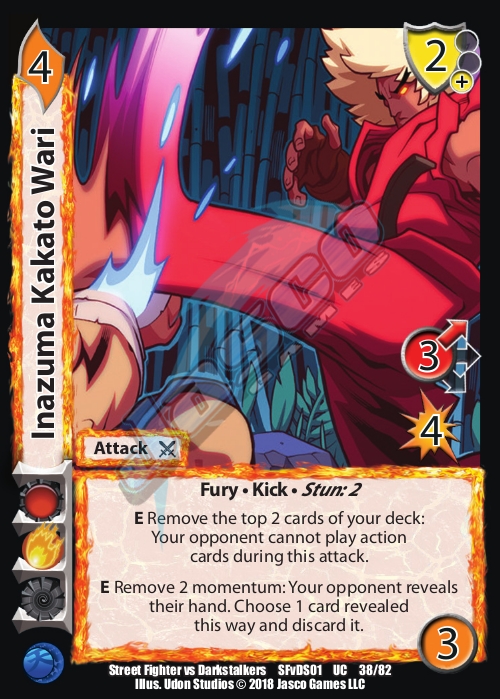 4
2
+
Inazuma Kakato Wari
3
4
Attack
Fury • Kick • Stun: 2
E Remove the top 2 cards of your deck:
Your opponent cannot play action
cards during this attack.
E Remove 2 momentum: Your opponent reveals
their hand. Choose 1 card revealed
this way and discard it.
3
Street Fighter vs Darkstalkers SFvDS01 UC 38/82
Illus. Udon Studios © 2018 Jasco Games LLC
JASCO
GAMES